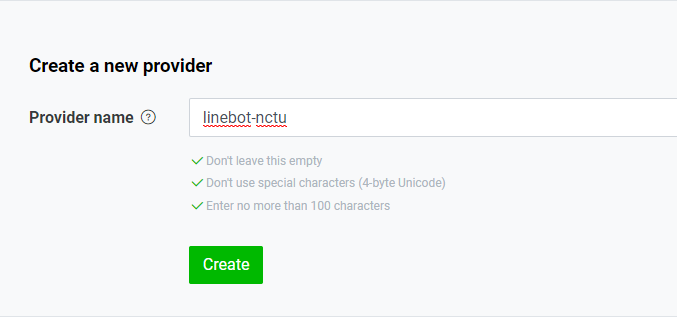 Create a new provider
Provider name ?
linebot-nctu
Don't leave this empty
Don't use special characters (4-byte Unicode)
Enter no more than 100 characters
Create